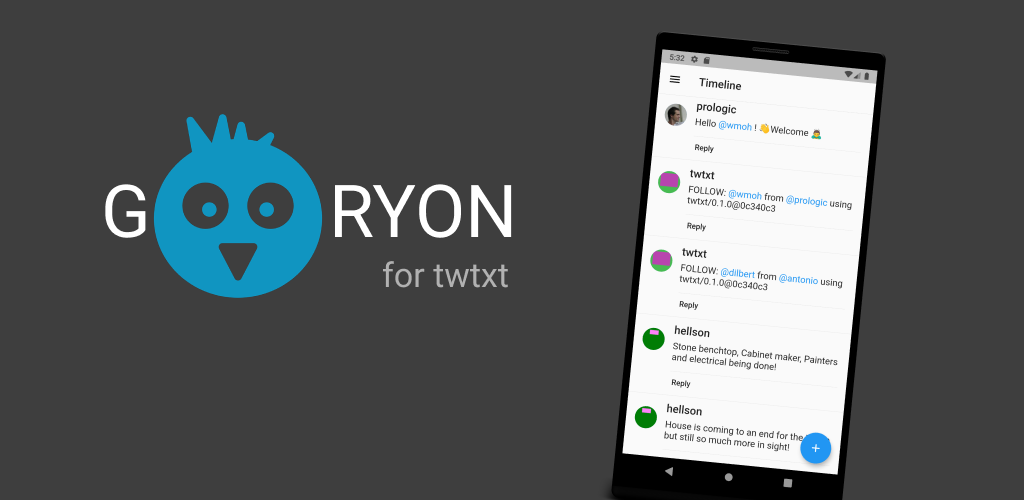 GORYON
for twtxt
5:32
Timeline
prologic
Hello @wmoh ! 👋Welcome 🙇‍♂️
Reply
twtxt
FOLLOW: @wmoh from @prologic using
twtxt/0.1.0@0c340c3
Reply
twtxt
FOLLOW: @dilbert from @antonio using
twtxt/0.1.0@0c340c3
Reply
hellson
Stone benchtop, Cabinet maker, Painters
and electrical being done!
Reply
hellson
House is coming to an end for the
but still so much more in sight!
+